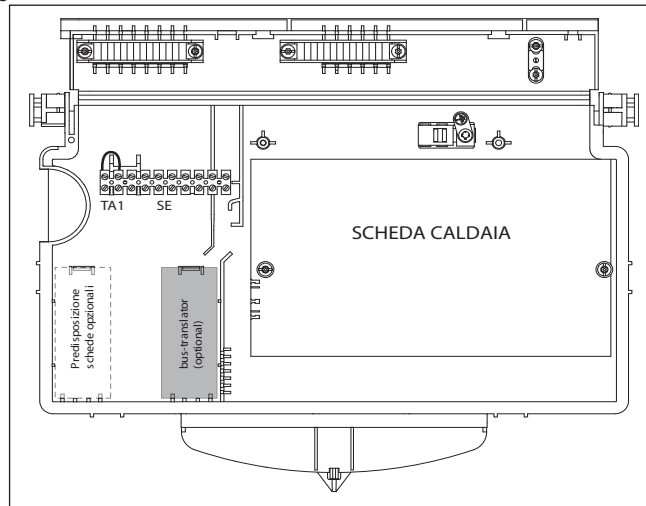 TA1 SE
SCHEDA CALDAIA
Predisposizione
schede opzionali
bus-translator
(optional)